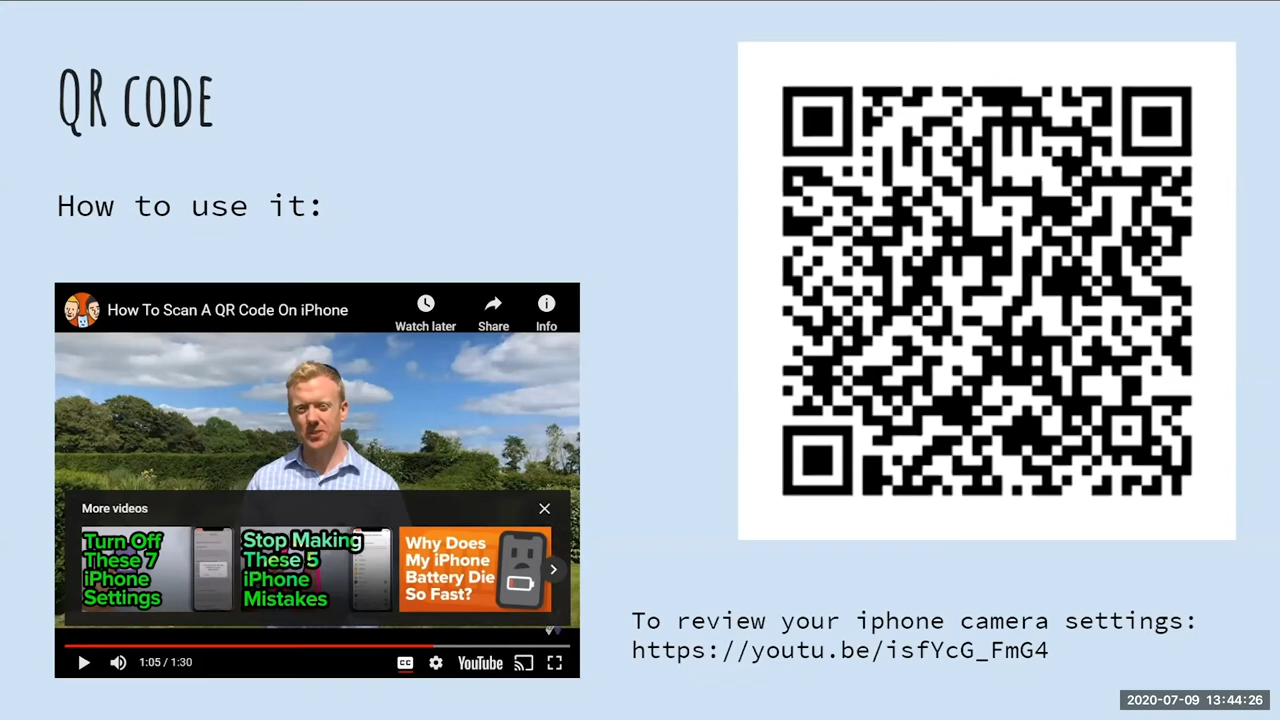 QR CODE
How to use it:
How To Scan A QR Code On iPhone
Watch later
Share
Info
More videos
Turn Off
These 7
iPhone
Settings
Stop Making
These 5
iPhone
Mistakes
Why Does
My iPhone
Battery Die
So Fast?
1:05 / 1:30
CC
YouTube
To review your iphone camera settings:
https://youtu.be/isfYcG_FmG4
2020-07-09 13:44:26